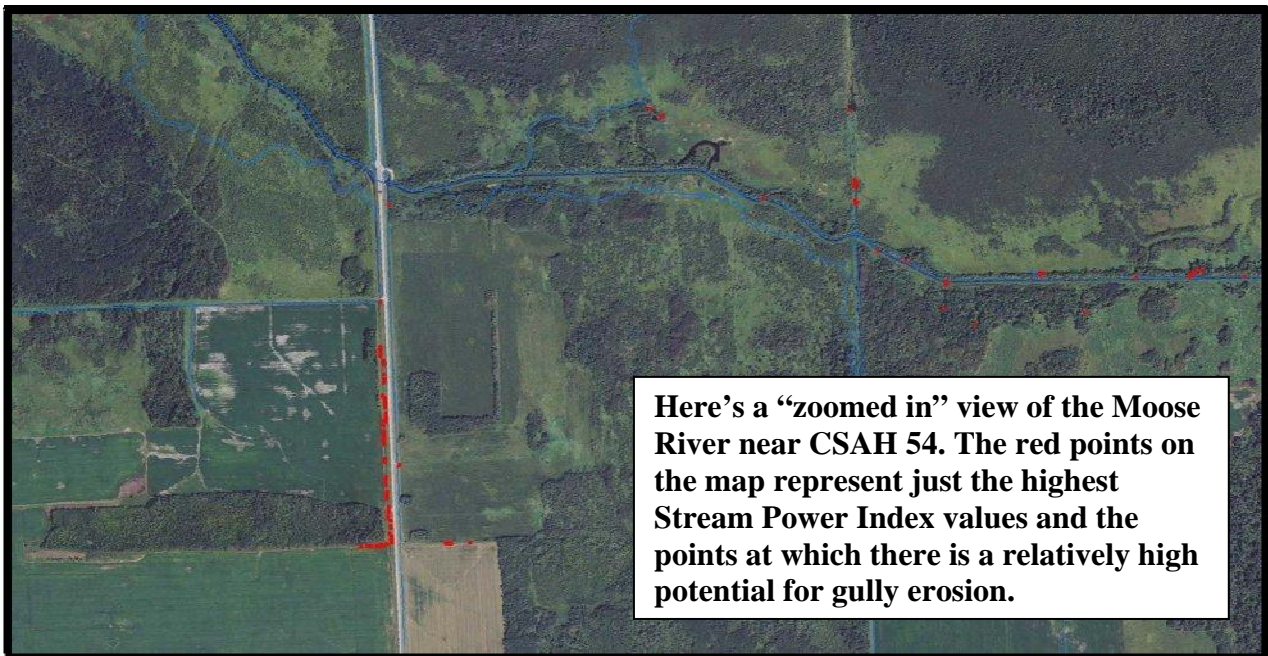 Here’s a “zoomed in” view of the Moose
River near CSAH 54. The red points on
the map represent just the highest
Stream Power Index values and the
points at which there is a relatively high
potential for gully erosion.